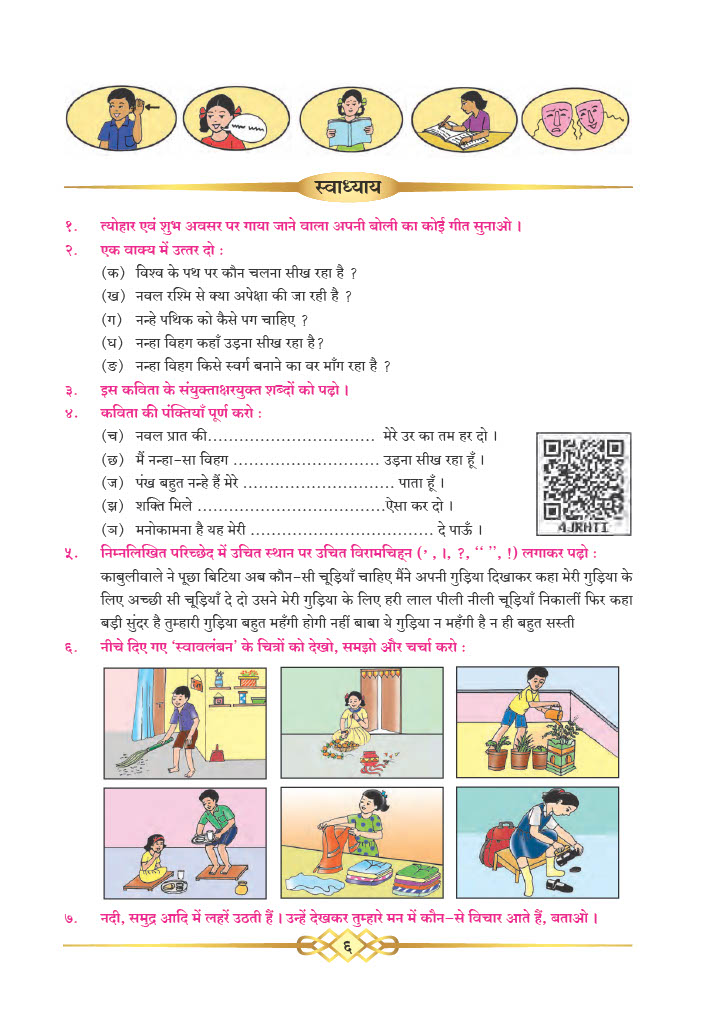 स्वाध्याय
१. त्योहार एवं शुभ अवसर पर गाया जाने वाला अपनी बोली का कोई गीत सुनाओ ।
२. एक वाक्य में उत्तर दो :
(क) विश्व के पथ पर कौन चलना सीख रहा है ?
(ख) नवल रश्मि से क्या अपेक्षा की जा रही है ?
(ग) नन्हे पथिक को कैसे पग चाहिए ?
(घ) नन्हा विहग कहाँ उड़ना सीख रहा है?
(ङ) नन्हा विहग किसे स्वर्ग बनाने का वर माँग रहा है ?
३. इस कविता के संयुक्ताक्षरयुक्त शब्दों को पढ़ो ।
४. कविता की पंक्तियाँ पूर्ण करो :
(च) नवल प्रात की................................ मेरे उर का तम हर दो ।
(छ) मैं नन्हा-सा विहग ............................ उड़ना सीख रहा हूँ ।
(ज) पंख बहुत नन्हे हैं मेरे ............................. पाता हूँ ।
(झ) शक्ति मिले ....................................ऐसा कर दो ।
(ञ) मनोकामना है यह मेरी ................................... दे पाऊँ ।
AJRHTI
५. निम्नलिखित परिच्छेद में उचित स्थान पर उचित विरामचिह्न (’ , ।, ?, ‘‘ ’’, !) लगाकर पढ़ो :
काबुलीवाले ने पूछा बिटिया अब कौन-सी चूड़ियाँ चाहिए मैंने अपनी गुड़िया दिखाकर कहा मेरी गुड़िया के
लिए अच्छी सी चूड़ियाँ दे दो उसने मेरी गुड़िया के लिए हरी लाल पीली नीली चूड़ियाँ निकालीं फिर कहा
बड़ी सुंदर है तुम्हारी गुड़िया बहुत महँगी होगी नहीं बाबा ये गुड़िया न महँगी है न ही बहुत सस्ती
६. नीचे दिए गए ‘स्वावलंबन’ के चित्रों को देखो, समझो और चर्चा करो :
७. नदी, समुद्र आदि में लहरें उठती हैं । उन्हें देखकर तुम्हारे मन में कौन-से विचार आते हैं, बताओ ।
६